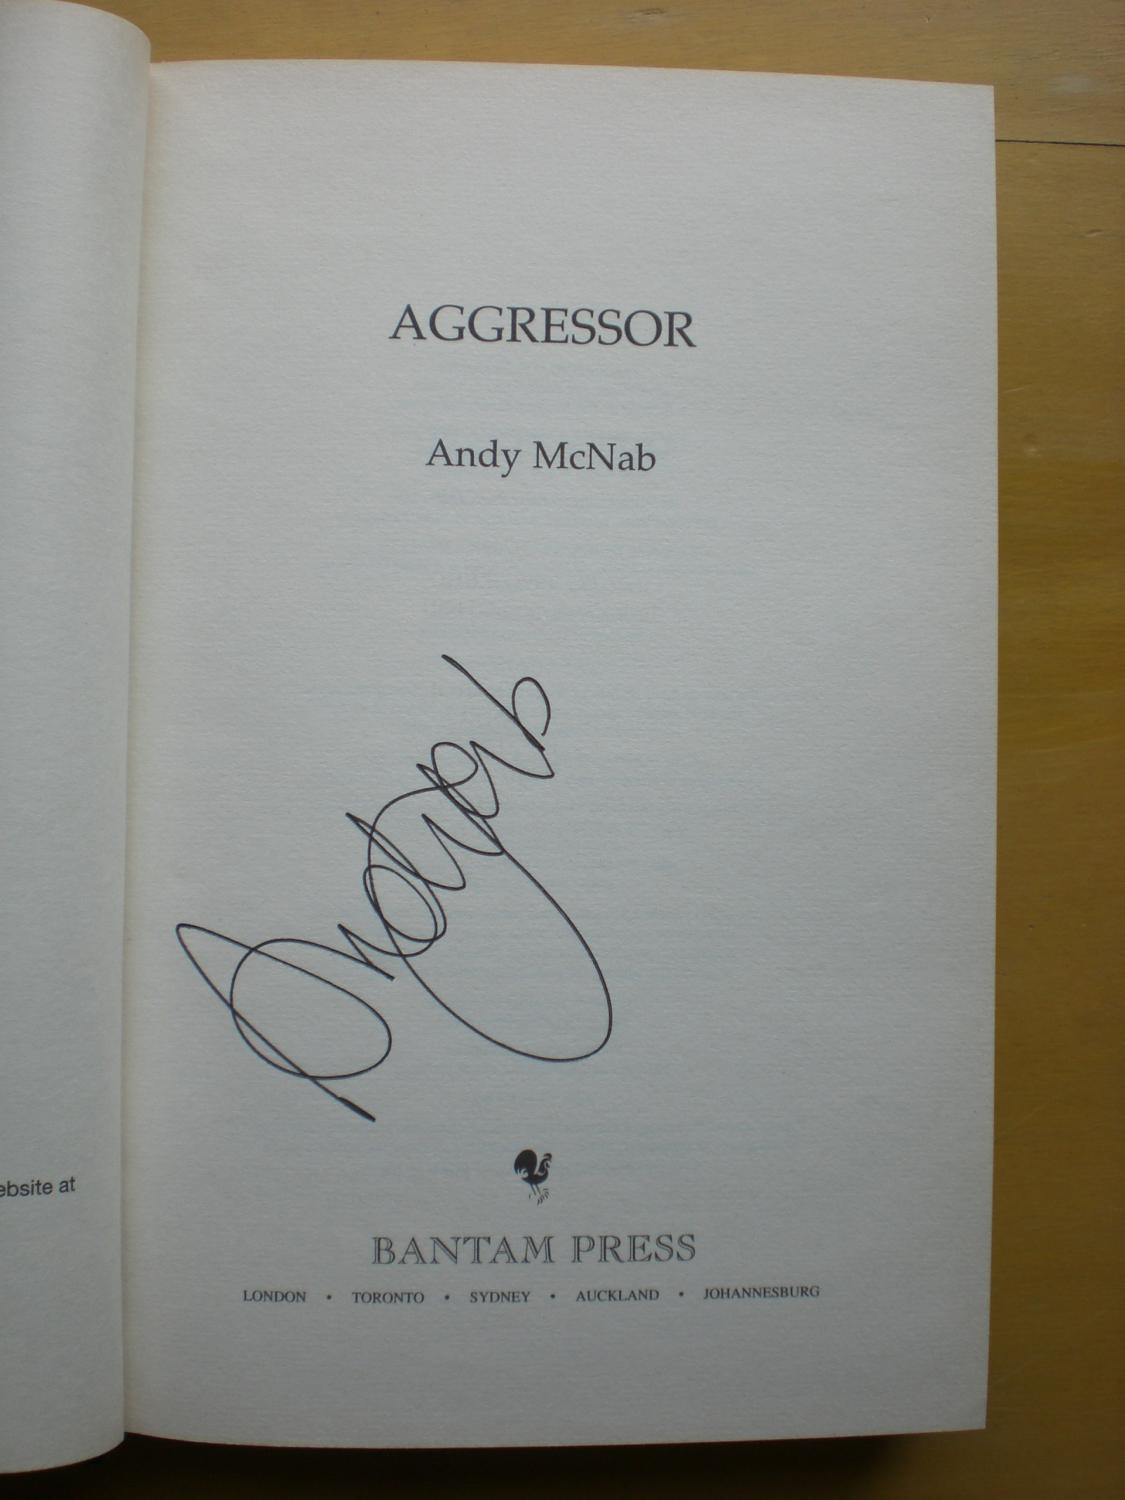 AGGRESSOR
Andy McNab
ebsite at
BANTAM PRESS
LONDON • TORONTO • SYDNEY • AUCKLAND • JOHANNESBURG